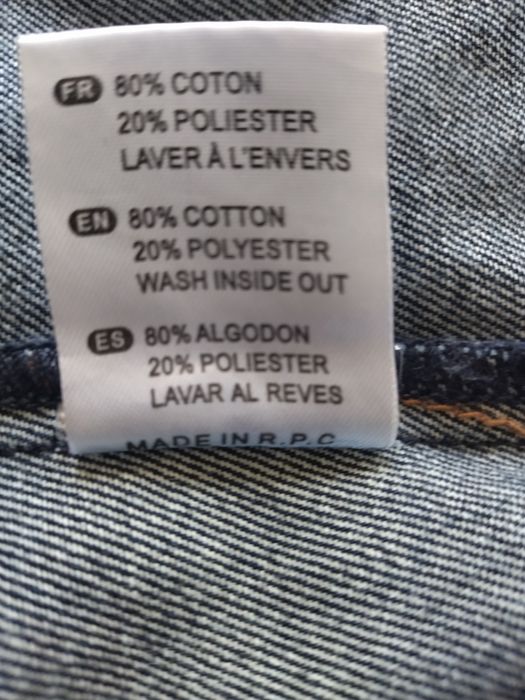 FR 80% COTON
20% POLIESTER
LAVER À L'ENVERS
EN 80% COTTON
20% POLYESTER
WASH INSIDE OUT
ES 80% ALGODON
20% POLIESTER
LAVAR AL REVES
MADE IN R.P.C